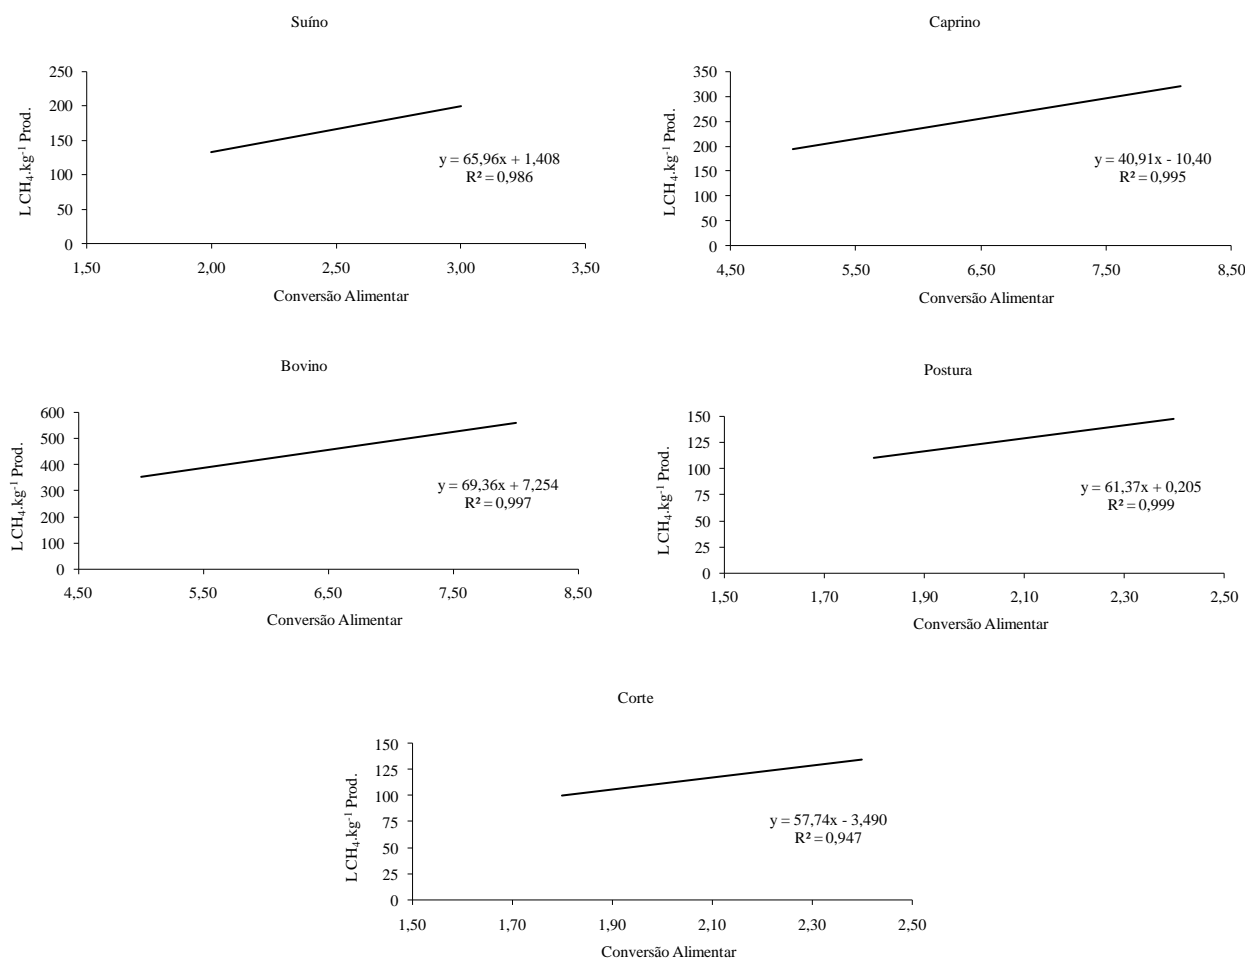 Suíno
250
200
150
100
50
0
1,50 2,00 2,50 3,00 3,50
L CH₄.kg⁻¹ Prod.
Conversão Alimentar
y = 65,96x + 1,408
R² = 0,986
Caprino
350
300
250
200
150
100
50
0
4,50 5,50 6,50 7,50 8,50
L CH₄.kg⁻¹ Prod.
Conversão Alimentar
y = 40,91x - 10,40
R² = 0,995
Bovino
600
500
400
300
200
100
0
4,50 5,50 6,50 7,50 8,50
L CH₄.kg⁻¹ Prod.
Conversão Alimentar
y = 69,36x + 7,254
R² = 0,997
Postura
150
125
100
75
50
25
0
1,50 1,70 1,90 2,10 2,30 2,50
L CH₄.kg⁻¹ Prod.
Conversão Alimentar
y = 61,37x + 0,205
R² = 0,999
Corte
150
125
100
75
50
25
0
1,50 1,70 1,90 2,10 2,30 2,50
L CH₄.kg⁻¹ Prod.
Conversão Alimentar
y = 57,74x - 3,490
R² = 0,947